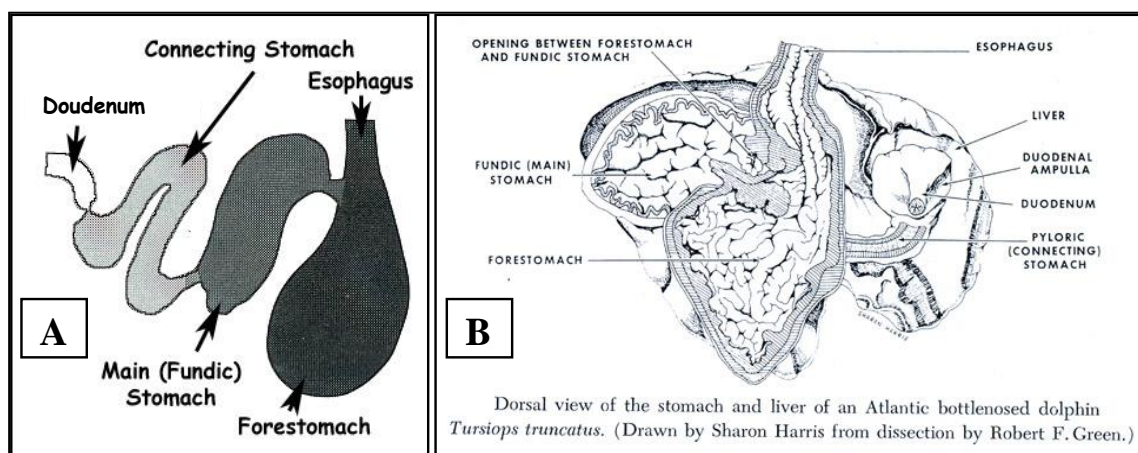 Connecting Stomach
Esophagus
Doudenum
Main (Fundic)
Stomach
Forestomach
A
OPENING BETWEEN FORESTOMACH
AND FUNDIC STOMACH
ESOPHAGUS
LIVER
FUNDIC (MAIN)
STOMACH
DUODENAL
AMPULLA
DUODENUM
FORESTOMACH
PYLORIC
(CONNECTING)
STOMACH
SHARON HARRIS
B
Dorsal view of the stomach and liver of an Atlantic bottlenosed dolphin
Tursiops truncatus. (Drawn by Sharon Harris from dissection by Robert F. Green.)